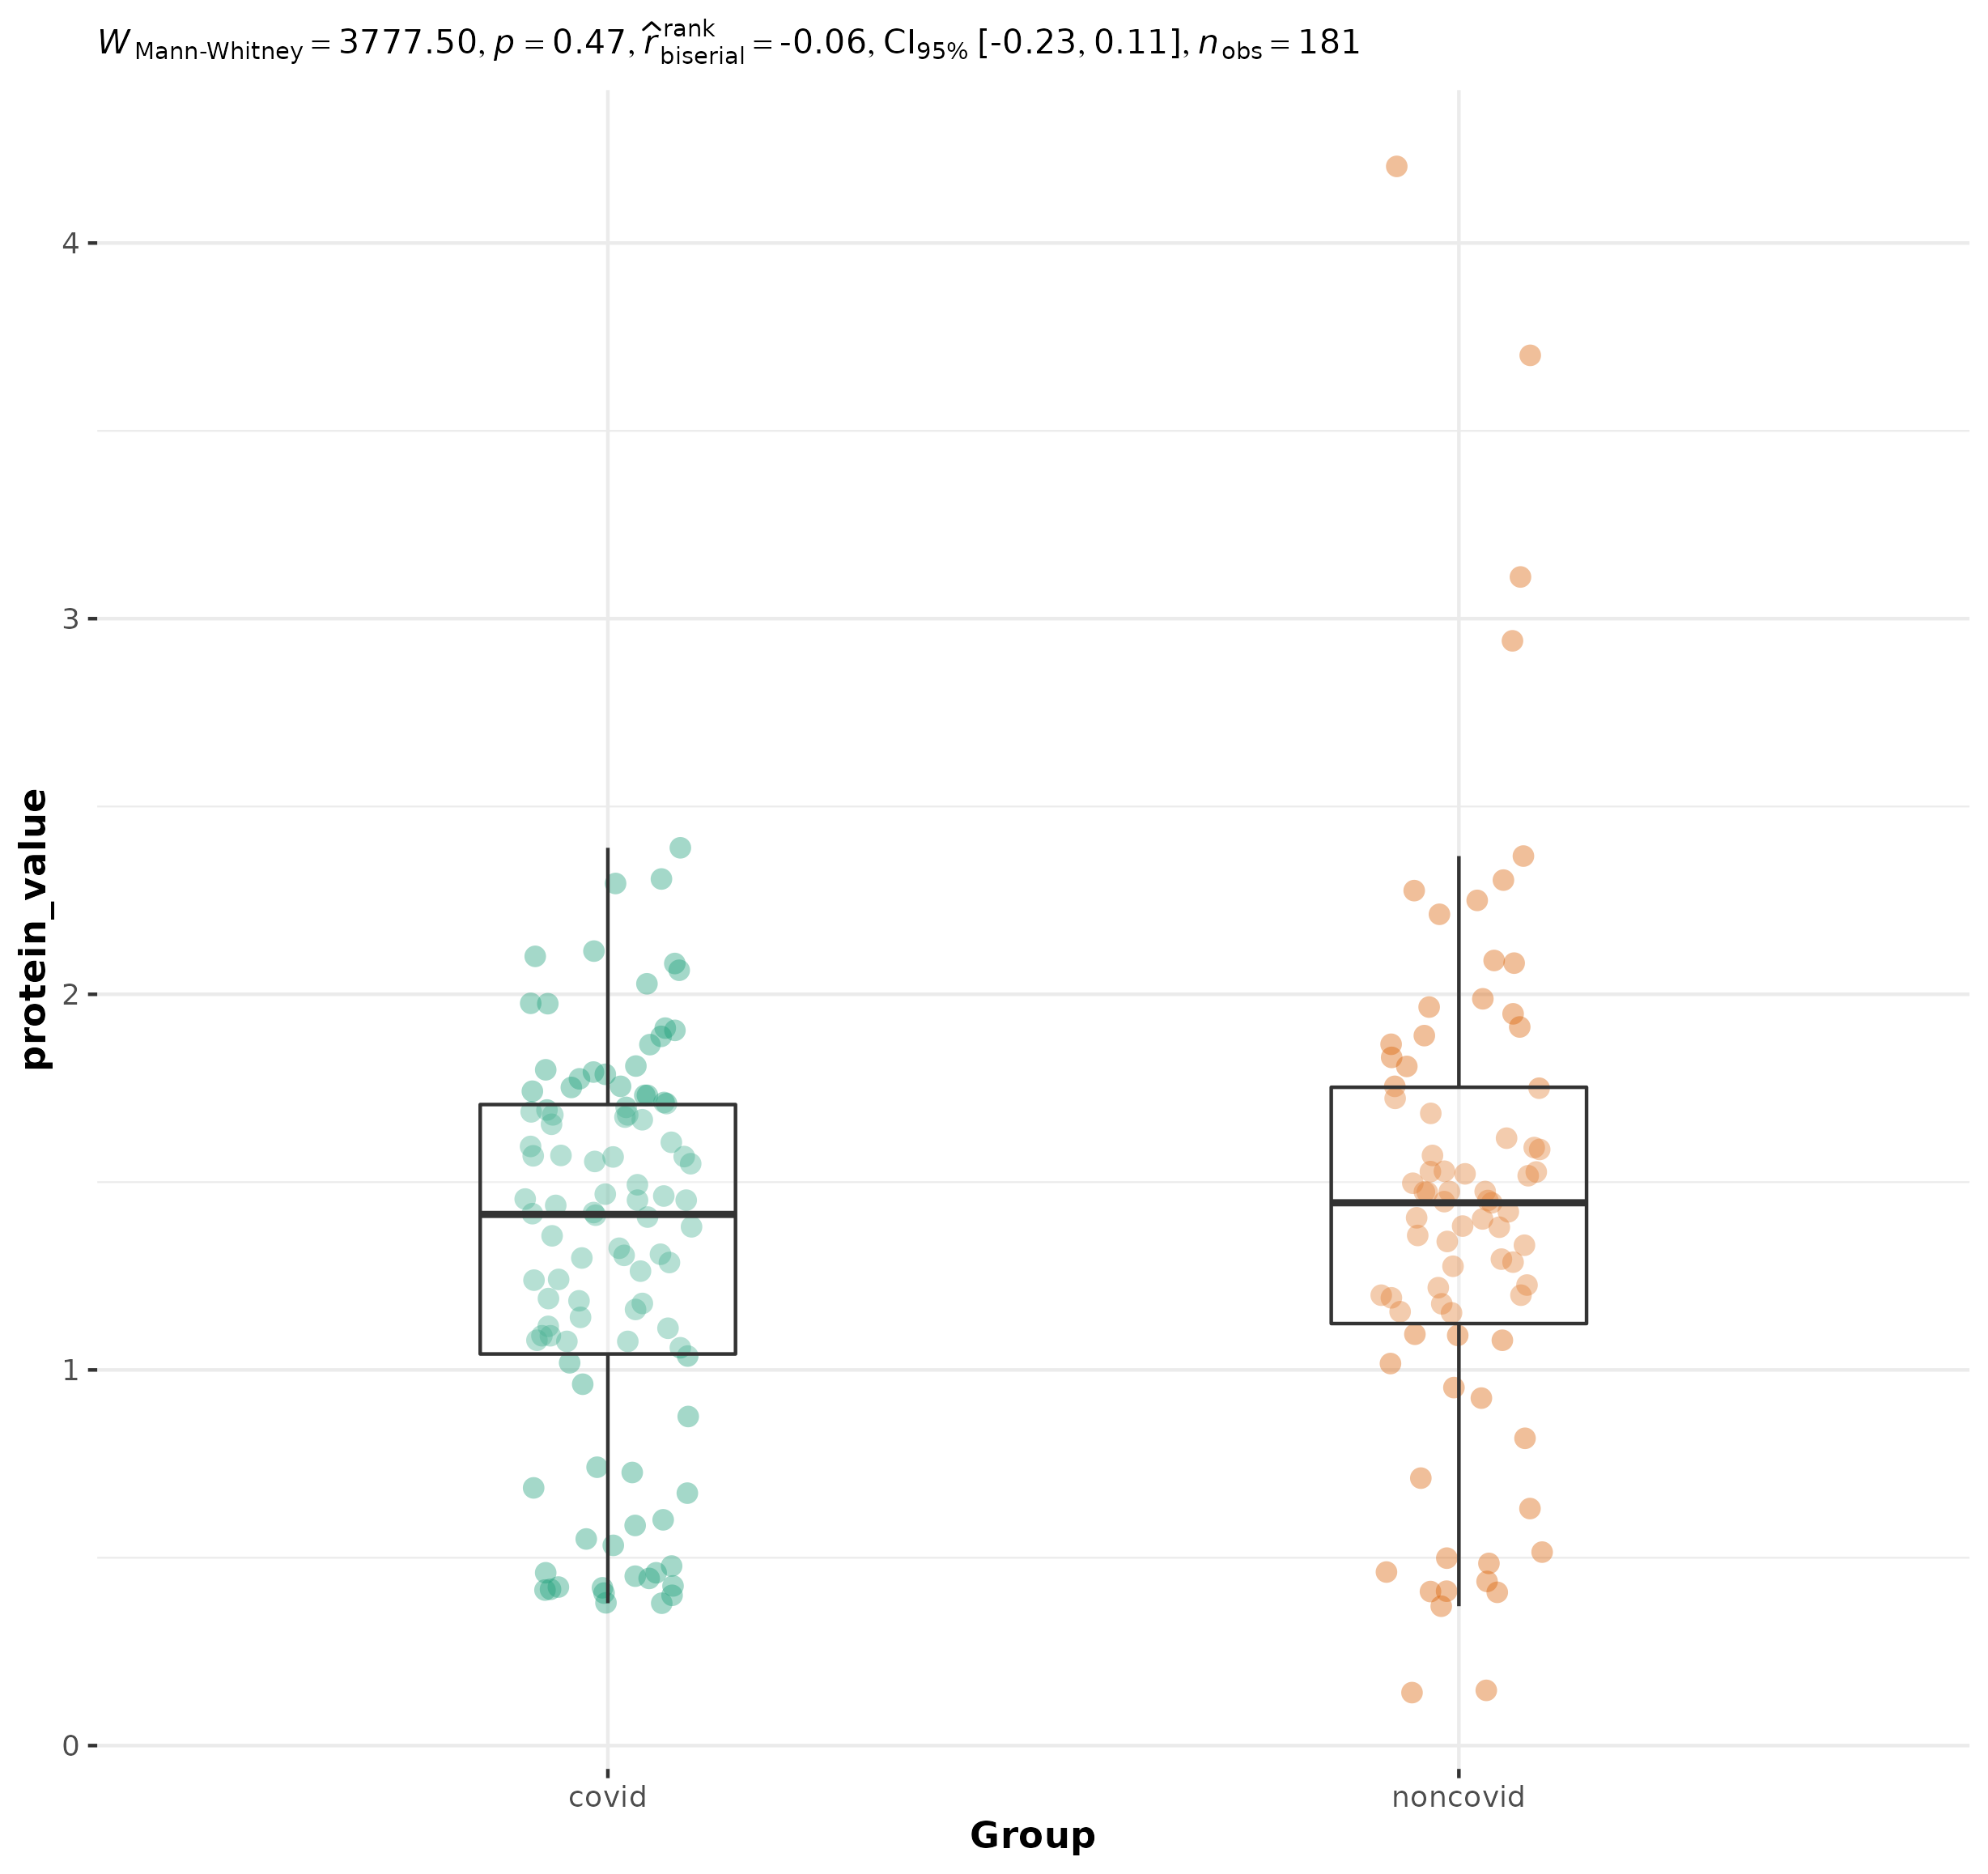 W Mann-Whitney = 3777.50, p = 0.47, r̂ rank biserial = -0.06, CI95% [-0.23, 0.11], nobs = 181
4
3
2
1
0
protein_value
covid noncovid
Group